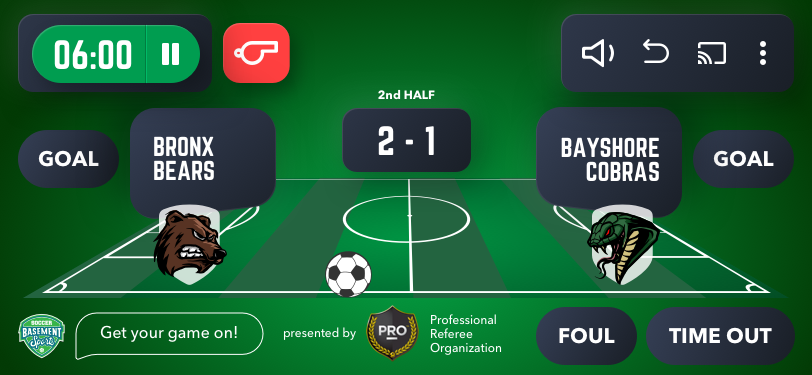 06:00
2nd HALF
2 - 1
GOAL
BRONX
BEARS
BAYSHORE
COBRAS
GOAL
SOCCER
BASEMENT
Sports
Get your game on!
presented by
PRO
Professional
Referee
Organization
FOUL
TIME OUT